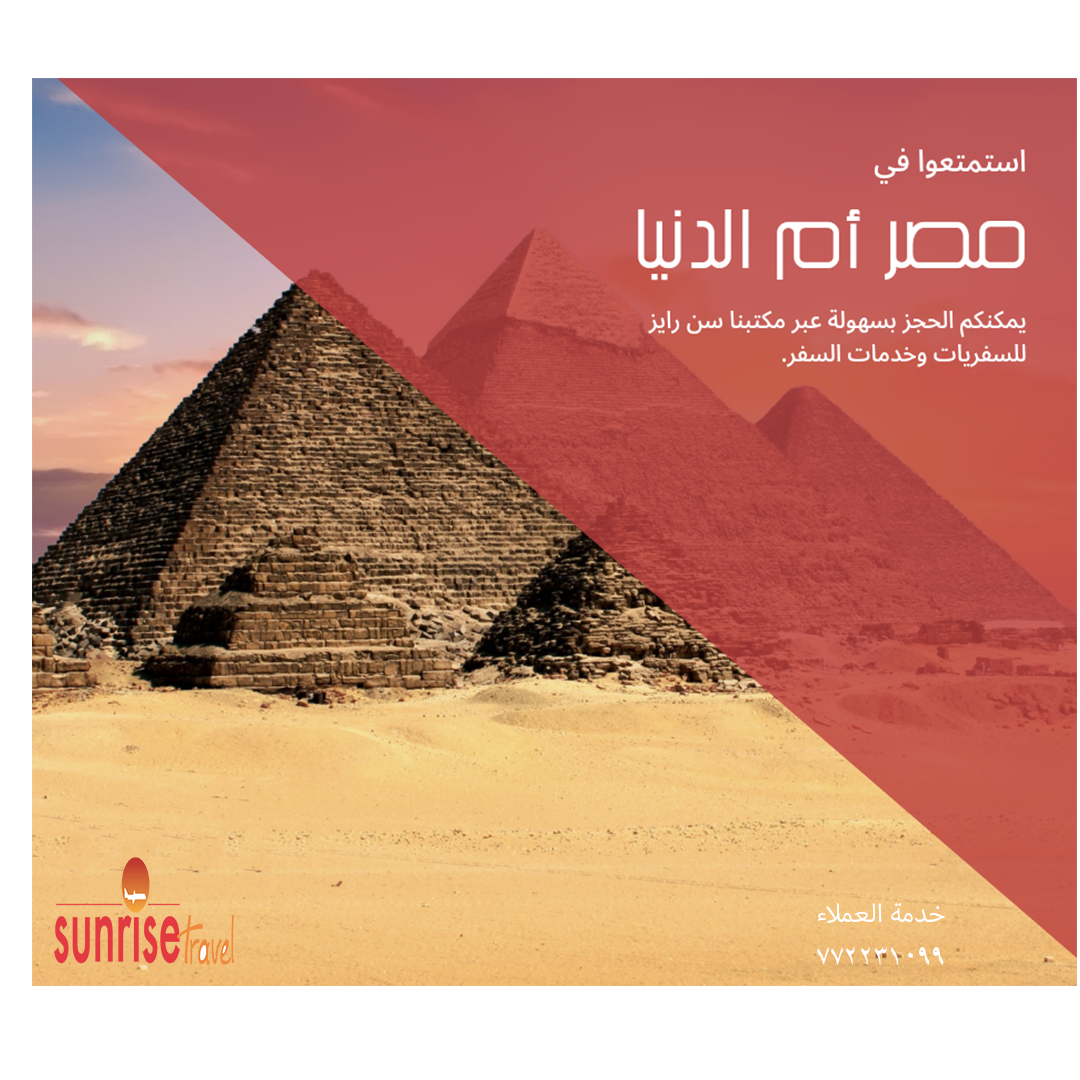 استمتعوا في
مصر أم الدنيا
يمكنكم الحجز بسهولة عبر مكتبنا سن رايز
للسفريات وخدمات السفر.
خدمة العملاء
٧٧٢٢٣١٠٩٩
sunrise travel